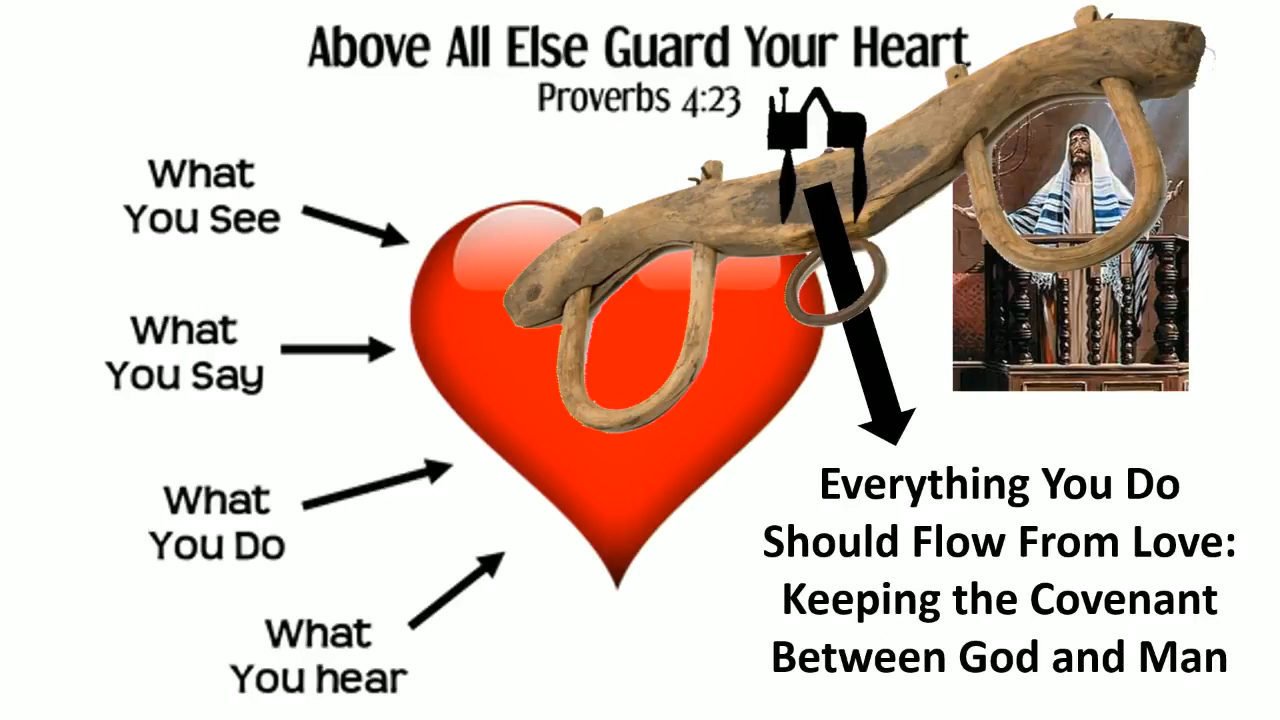 Above All Else Guard Your Heart
Proverbs 4:23
ח
What
You See
What
You Say
What
You Do
What
You hear
Everything You Do
Should Flow From Love:
Keeping the Covenant
Between God and Man